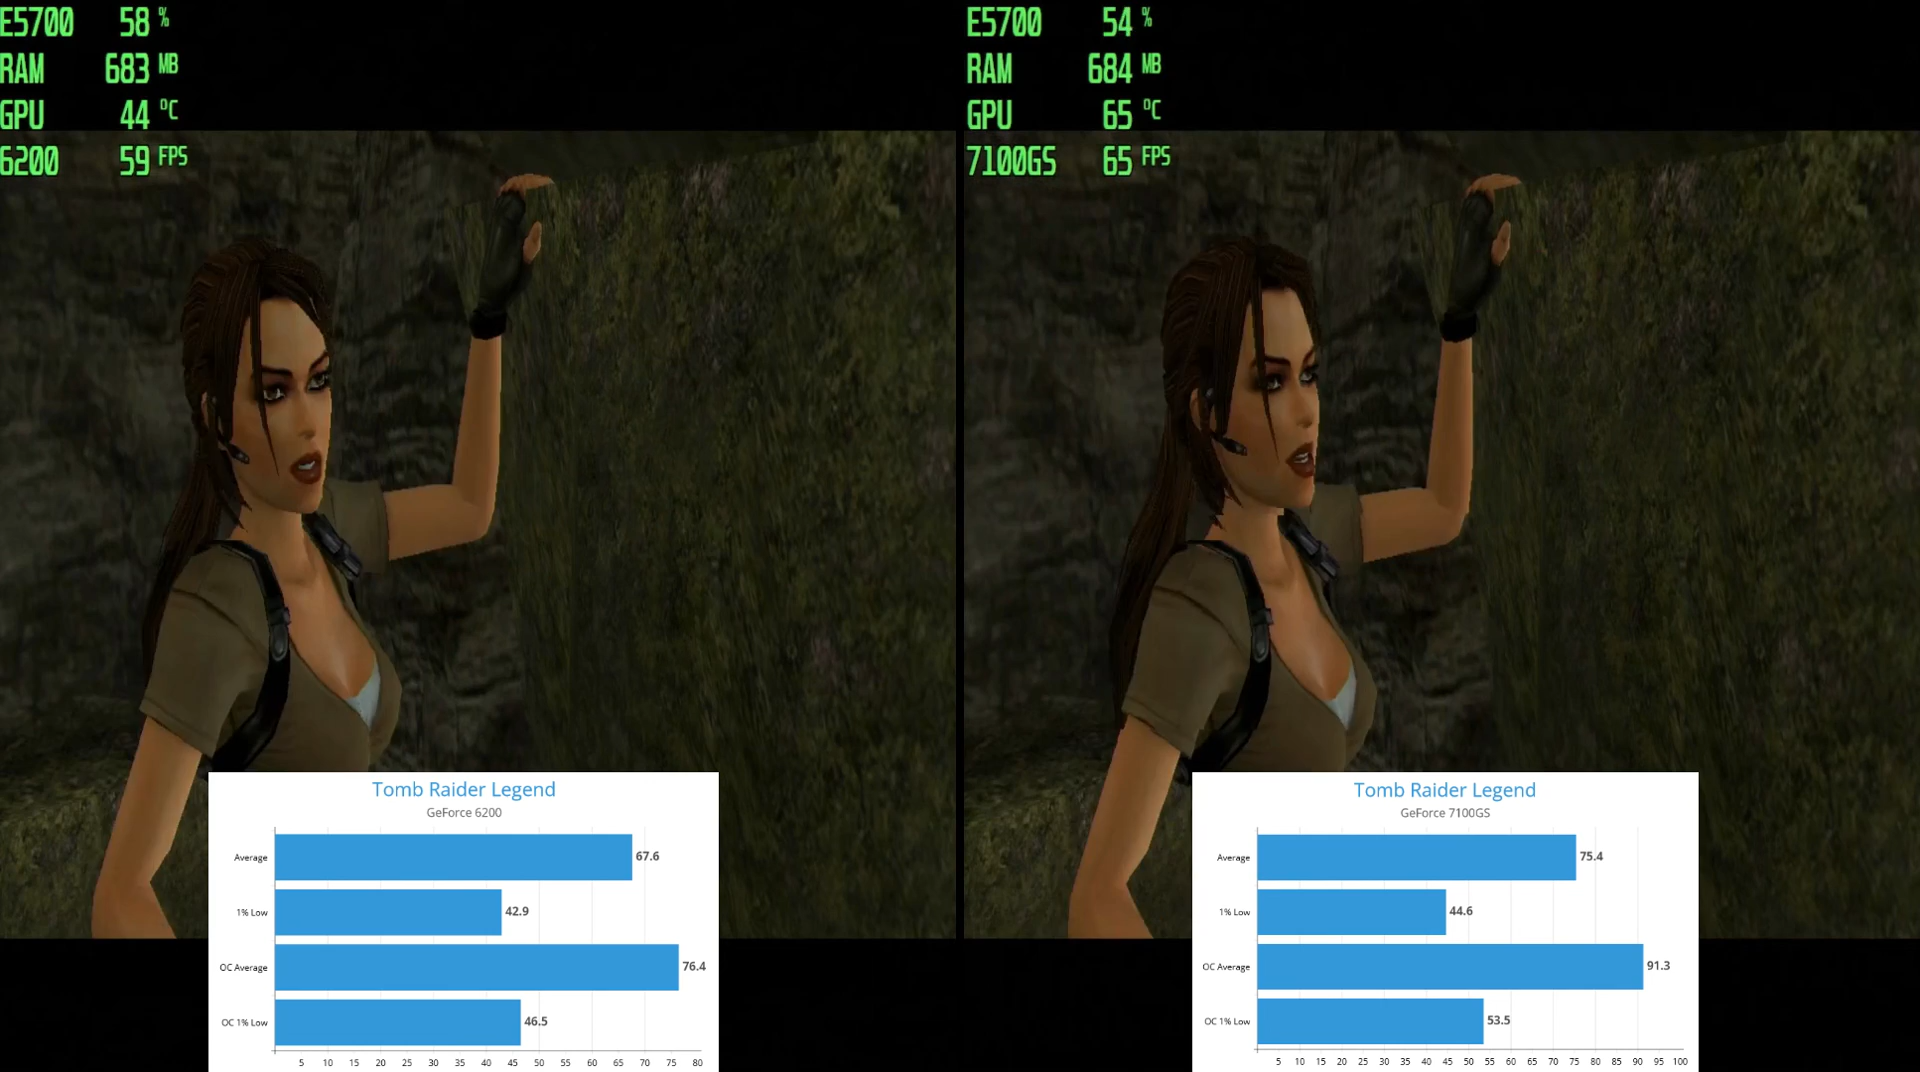 E5700 58 %
RAM 683 MB
GPU 44 °C
6200 59 FPS
E5700 54 %
RAM 684 MB
GPU 65 °C
7100GS 65 FPS
Tomb Raider Legend
GeForce 6200
Average 67.6
1% Low 42.9
OC Average 76.4
OC 1% Low 46.5
5 10 15 20 25 30 35 40 45 50 55 60 65 70 75 80
Tomb Raider Legend
GeForce 7100GS
Average 75.4
1% Low 44.6
OC Average 91.3
OC 1% Low 53.5
5 10 15 20 25 30 35 40 45 50 55 60 65 70 75 80 85 90 95 100